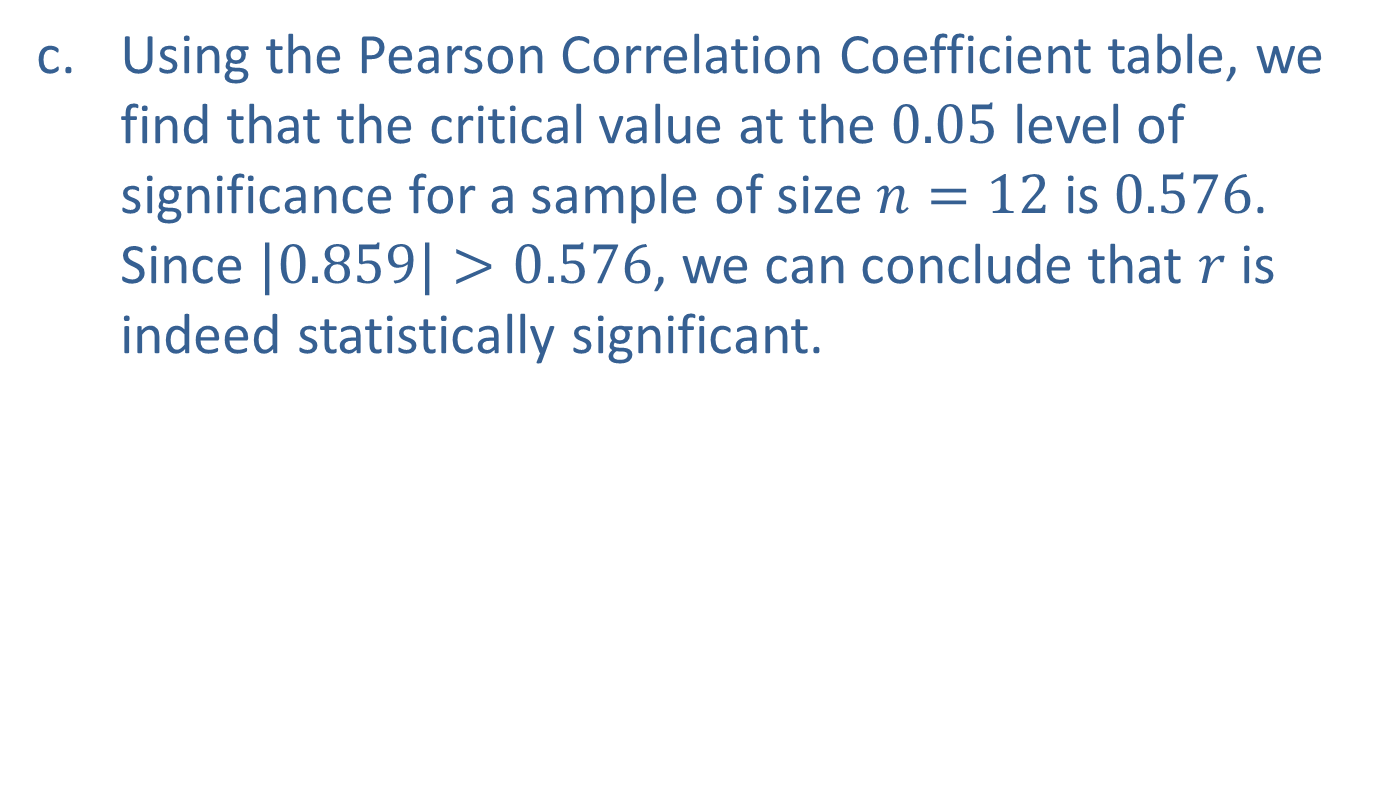 c. Using the Pearson Correlation Coefficient table, we
find that the critical value at the 0.05 level of
significance for a sample of size 𝑛 = 12 is 0.576.
Since |0.859| > 0.576, we can conclude that 𝑟 is
indeed statistically significant.